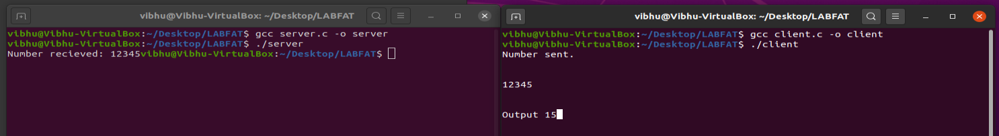 vibhu@Vibhu-VirtualBox: ~/Desktop/LABFAT
vibhu@Vibhu-VirtualBox:~/Desktop/LABFAT$ gcc server.c -o server
vibhu@Vibhu-VirtualBox:~/Desktop/LABFAT$ ./server
Number recieved: 12345vibhu@Vibhu-VirtualBox:~/Desktop/LABFAT$
vibhu@Vibhu-VirtualBox: ~/Desktop/LABFAT
vibhu@Vibhu-VirtualBox:~/Desktop/LABFAT$ gcc client.c -o client
vibhu@Vibhu-VirtualBox:~/Desktop/LABFAT$ ./client
Number sent.
12345
Output 15